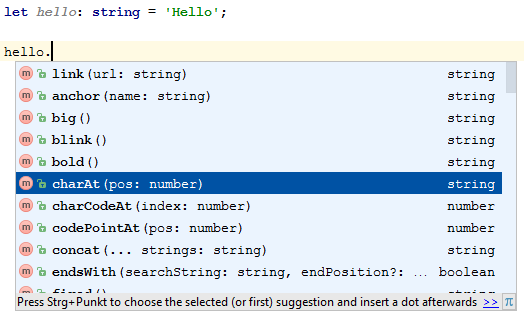 let hello: string = 'Hello';
hello.
m link(url: string) string
m anchor(name: string) string
m big() string
m blink() string
m bold() string
m charAt(pos: number) string
m charCodeAt(index: number) number
m codePointAt(pos: number) number
m concat(... strings: string) string
m endsWith(searchString: string, endPosition?: ... boolean
Press Strg+Punkt to choose the selected (or first) suggestion and insert a dot afterwards >> π